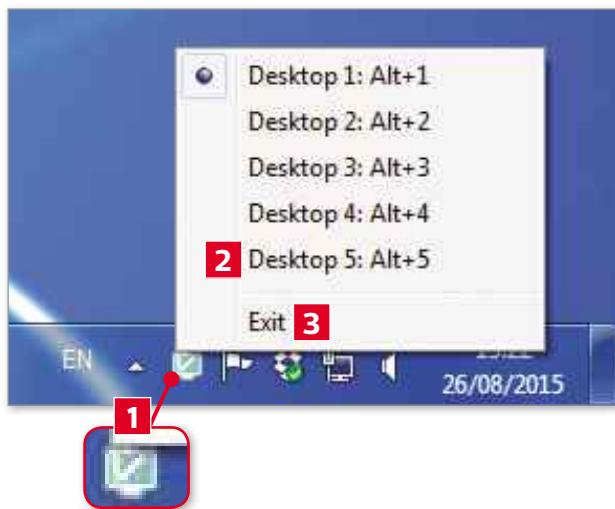 Desktop 1: Alt+1
Desktop 2: Alt+2
Desktop 3: Alt+3
Desktop 4: Alt+4
2 Desktop 5: Alt+5
Exit 3
EN
26/08/2015
1